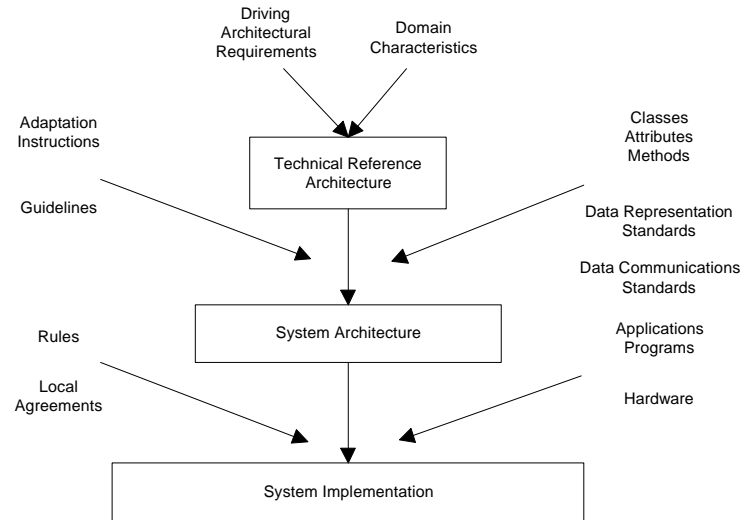 Driving
Architectural
Requirements
Domain
Characteristics
Adaptation
Instructions
Guidelines
Technical Reference
Architecture
Classes
Attributes
Methods
Data Representation
Standards
Data Communications
Standards
System Architecture
Rules
Local
Agreements
Applications
Programs
Hardware
System Implementation